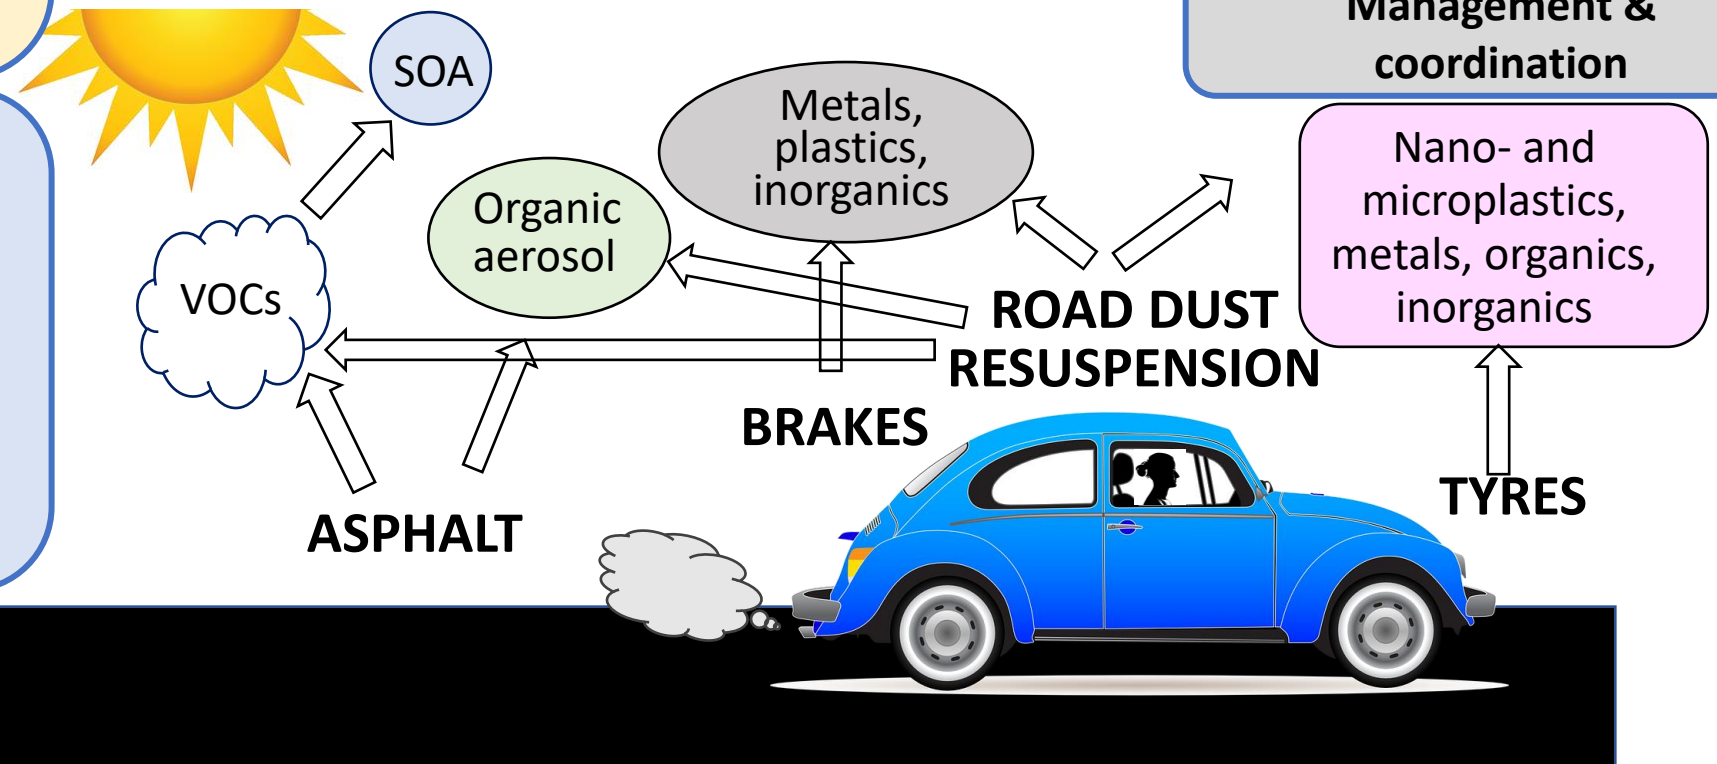 Management &
coordination
SOA
Metals,
plastics,
inorganics
Nano- and
microplastics,
metals, organics,
inorganics
Organic
aerosol
VOCs
ROAD DUST
RESUSPENSION
BRAKES
TYRES
ASPHALT